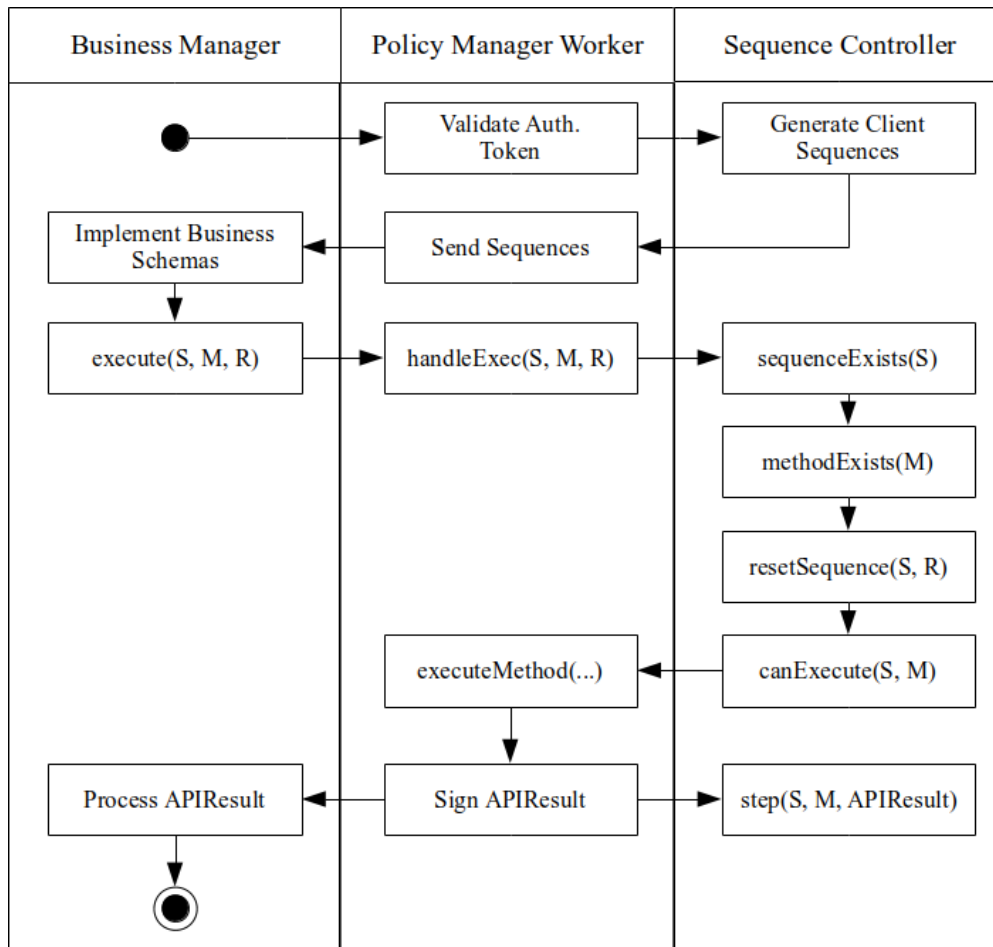 Business Manager
Policy Manager Worker
Sequence Controller
Validate Auth.
Token
Generate Client
Sequences
Implement Business
Schemas
Send Sequences
execute(S, M, R)
handleExec(S, M, R)
sequenceExists(S)
methodExists(M)
resetSequence(S, R)
executeMethod(...)
canExecute(S, M)
Process APIResult
Sign APIResult
step(S, M, APIResult)